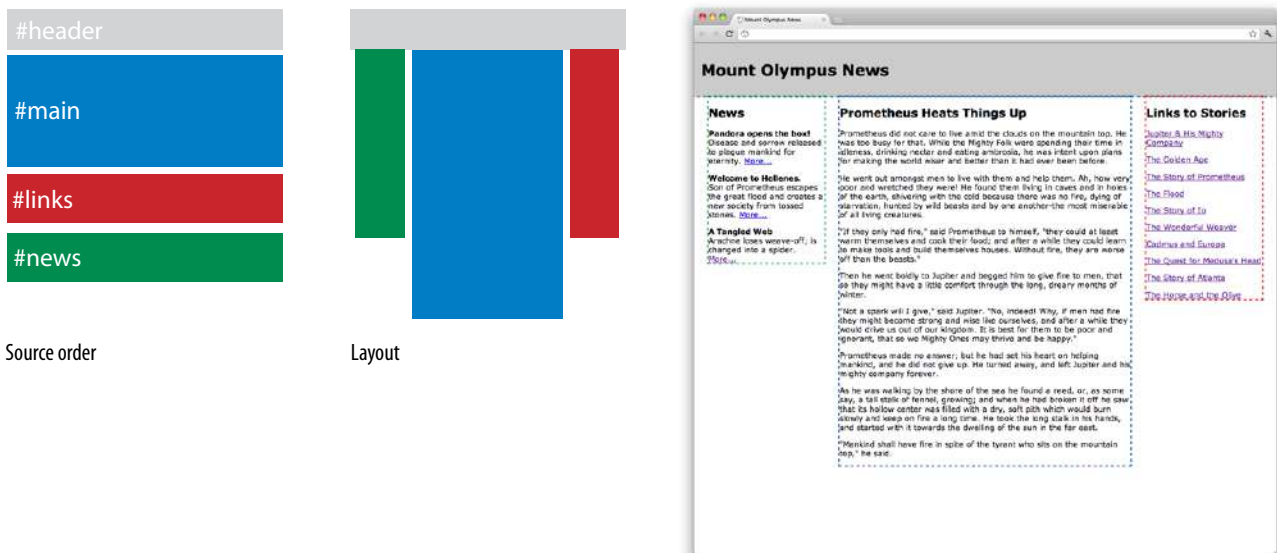 #header
#main
#links
#news
Source order
Layout
Mount Olympus News
Mount Olympus News
News
Pandora opens the box!
Disease and sorrow released
to plague mankind for
eternity. More...
Welcome to Hellenes.
Son of Prometheus escapes
the great flood and creates a
new society from tossed
stones. More...
A Tangled Web
Arachne loses weave-off; is
changed into a spider.
More...
Prometheus Heats Things Up
Prometheus did not care to live amid the clouds on the mountain top. He
was too busy for that. While the Mighty Folk were spending their time in
idleness, drinking nectar and eating ambrosia, he was intent upon plans
for making the world wiser and better than it had ever been before.
He went out amongst men to live with them and help them. Ah, how very
poor and wretched they were! He found them living in caves and in holes
of the earth, shivering with the cold because there was no fire, dying of
starvation, hunted by wild beasts and by one another-the most miserable
of all living creatures.
"If they only had fire," said Prometheus to himself, "they could at least
warm themselves and cook their food; and after a while they could learn
to make tools and build themselves houses. Without fire, they are worse
off than the beasts."
Then he went boldly to Jupiter and begged him to give fire to men, that
so they might have a little comfort through the long, dreary months of
winter.
"Not a spark will I give," said Jupiter. "No, indeed! Why, if men had fire
they might become strong and wise like ourselves, and after a while they
would drive us out of our kingdom. It is best for them to be poor and
ignorant, that so we Mighty Ones may thrive and be happy."
Prometheus made no answer; but he had set his heart on helping
mankind, and he did not give up. He turned away, and left Jupiter and his
mighty company forever.
As he was walking by the shore of the sea he found a reed, or, as some
say, a tall stalk of fennel, growing; and when he had broken it off he saw
that its hollow center was filled with a dry, soft pith which would burn
slowly and keep on fire a long time. He took the long stalk in his hands,
and started with it towards the dwelling of the sun in the far east.
"Mankind shall have fire in spite of the tyrant who sits on the mountain
top," he said.
Links to Stories
Jupiter & His Mighty
Company
The Golden Age
The Story of Prometheus
The Flood
The Story of Io
The Wonderful Weaver
Cadmus and Europa
The Quest for Medusa's Head
The Story of Atlanta
The Horse and the Olive